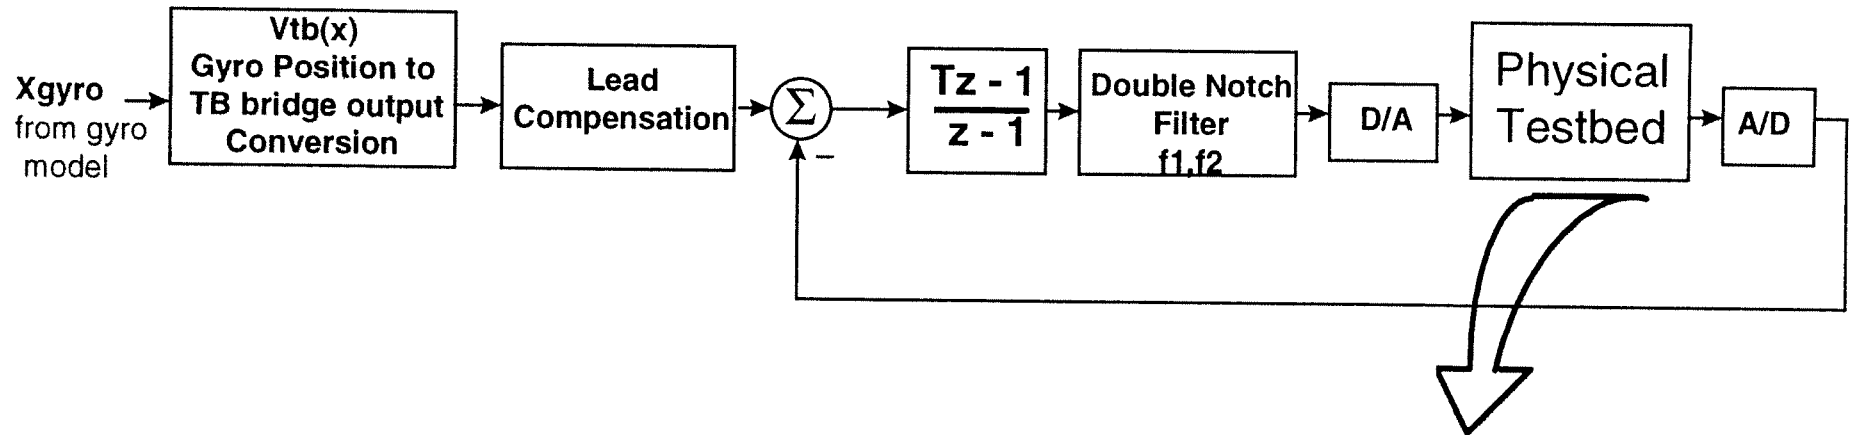 Xgyro
from gyro
model
Vtb(x)
Gyro Position to
TB bridge output
Conversion
Lead
Compensation
Σ
–
Tz - 1
z - 1
Double Notch
Filter
f1,f2
D/A
Physical
Testbed
A/D